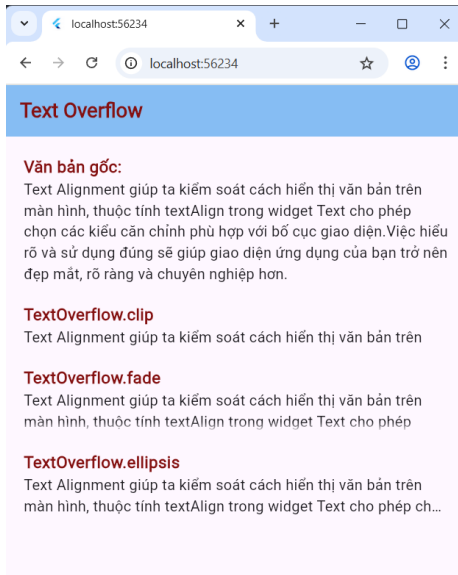 localhost:56234
localhost:56234
Text Overflow
Văn bản gốc:
Text Alignment giúp ta kiểm soát cách hiển thị văn bản trên
màn hình, thuộc tính textAlign trong widget Text cho phép
chọn các kiểu căn chỉnh phù hợp với bố cục giao diện.Việc hiểu
rõ và sử dụng đúng sẽ giúp giao diện ứng dụng của bạn trở nên
đẹp mắt, rõ ràng và chuyên nghiệp hơn.
TextOverflow.clip
Text Alignment giúp ta kiểm soát cách hiển thị văn bản trên
TextOverflow.fade
Text Alignment giúp ta kiểm soát cách hiển thị văn bản trên
màn hình, thuộc tính textAlign trong widget Text cho phép
TextOverflow.ellipsis
Text Alignment giúp ta kiểm soát cách hiển thị văn bản trên
màn hình, thuộc tính textAlign trong widget Text cho phép ch…